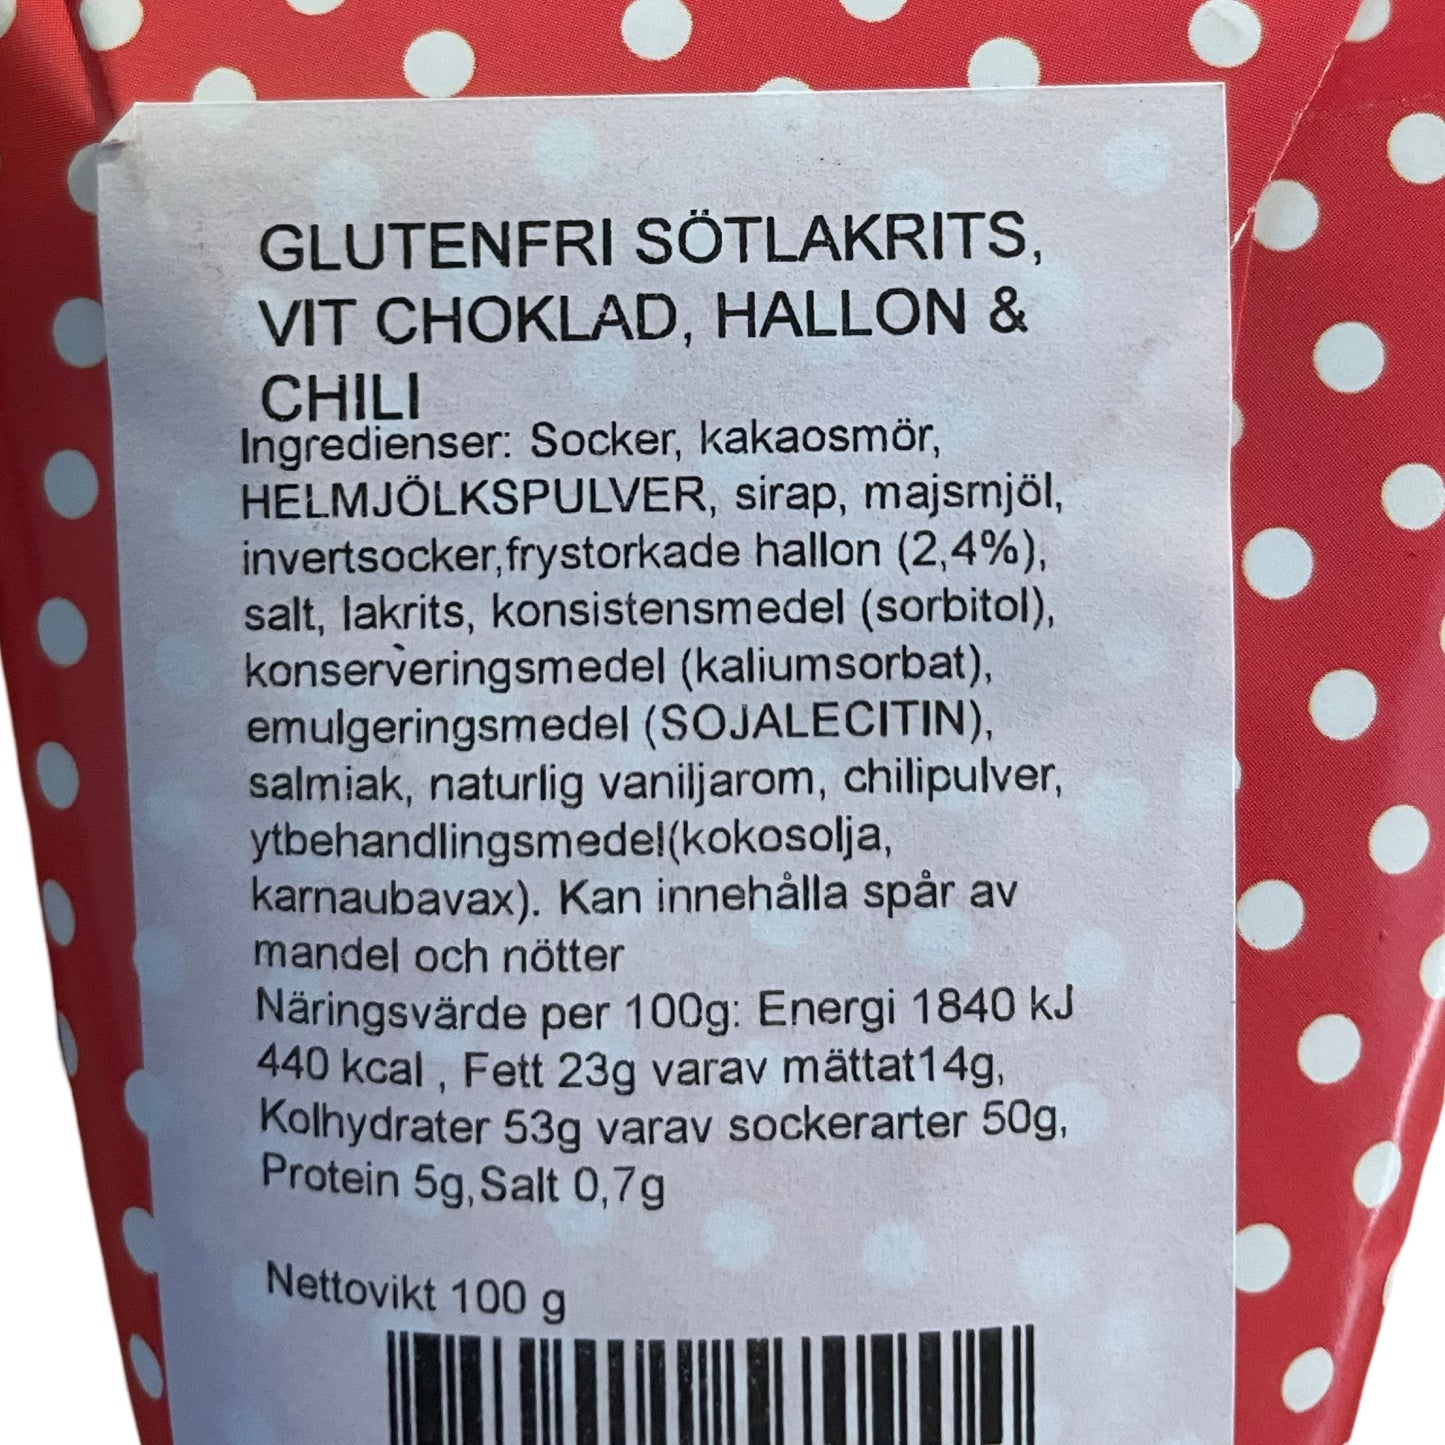 GLUTENFRI SÖTLAKRITS,
VIT CHOKLAD, HALLON &
CHILI
Ingredienser: Socker, kakaosmör,
HELMJÖLKSPULVER, sirap, majsmjöl,
invertsocker,frystorkade hallon (2,4%),
salt, lakrits, konsistensmedel (sorbitol),
konserveringsmedel (kaliumsorbat),
emulgeringsmedel (SOJALECITIN),
salmiak, naturlig vaniljarom, chilipulver,
ytbehandlingsmedel(kokosolja,
karnaubavax). Kan innehålla spår av
mandel och nötter
Näringsvärde per 100g: Energi 1840 kJ
440 kcal , Fett 23g varav mättat14g,
Kolhydrater 53g varav sockerarter 50g,
Protein 5g,Salt 0,7g
Nettovikt 100 g